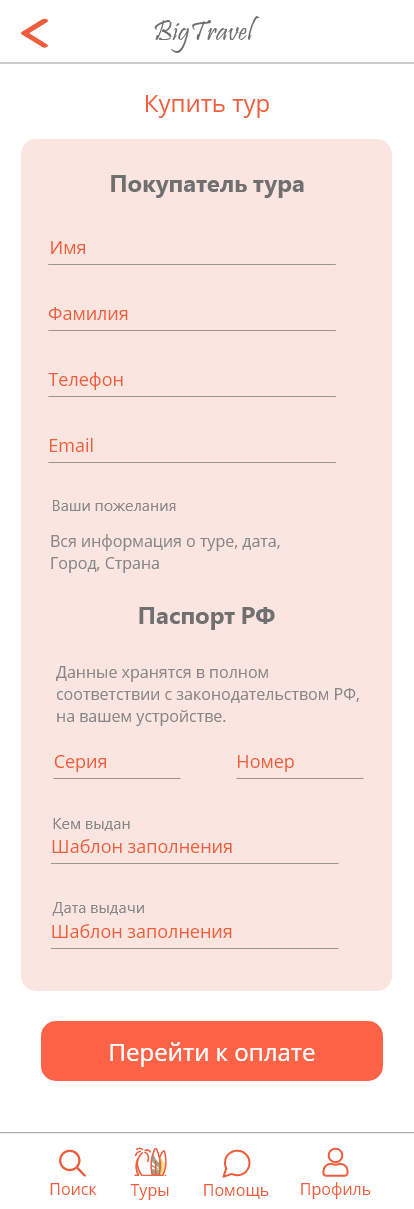 BigTravel
Купить тур
Покупатель тура
Имя
Фамилия
Телефон
Email
Ваши пожелания
Вся информация о туре, дата,
Город, Страна
Паспорт РФ
Данные хранятся в полном
соответствии с законодательством РФ,
на вашем устройстве.
Серия Номер
Кем выдан
Шаблон заполнения
Дата выдачи
Шаблон заполнения
Перейти к оплате
Поиск Туры Помощь Профиль